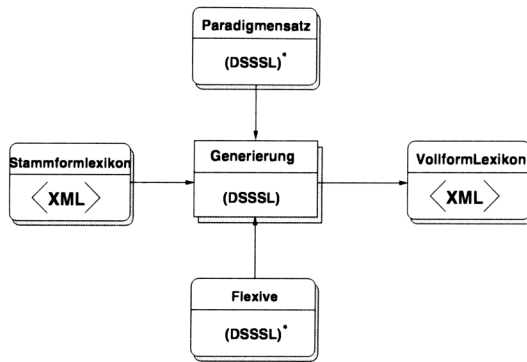 Paradigmensatz
(DSSSL)*
Stammformlexikon
<XML>
Generierung
(DSSSL)
VollformLexikon
<XML>
Flexive
(DSSSL)*